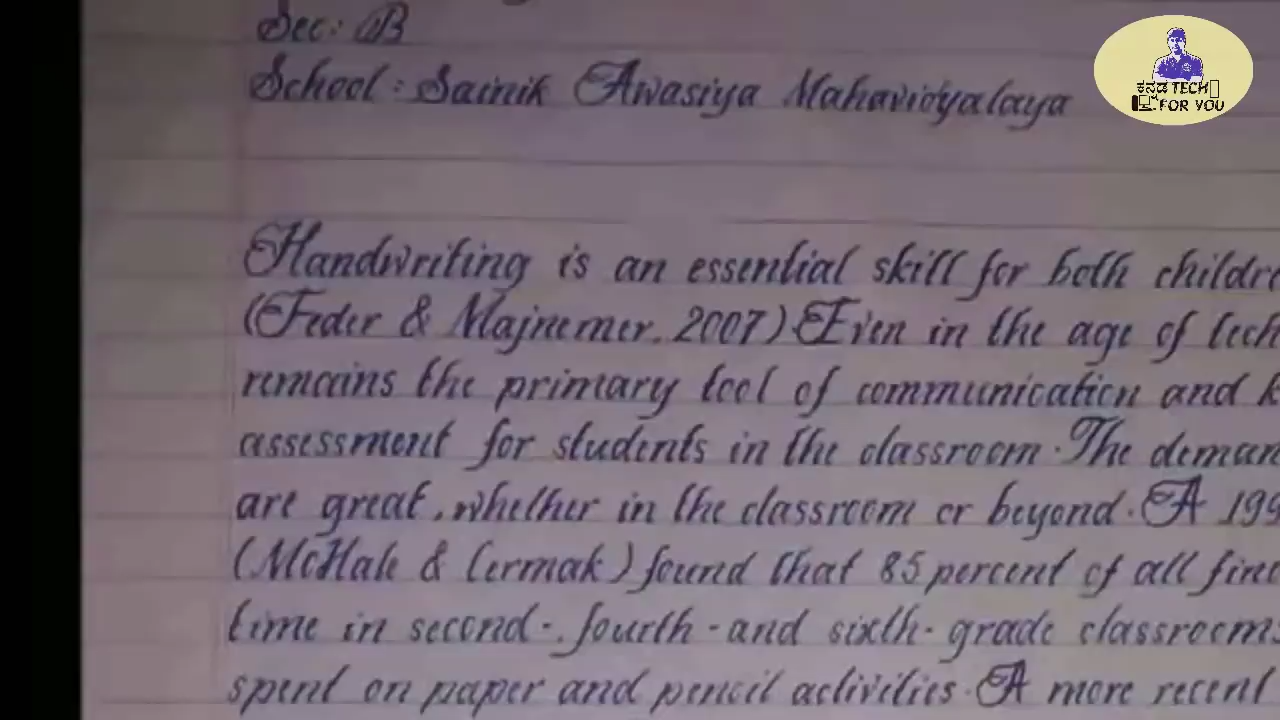 Sec: B
School: Sainik Awasiya Mahavidyalaya
Handwriting is an essential skill for both childre
(Feder & Majnemer. 2007) Even in the age of tech
remains the primary tool of communication and k
assessment for students in the classroom. The deman
are great, whether in the classroom or beyond. A 199
(McHale & Cermak) found that 85 percent of all fine
time in second-, fourth-and sixth-grade classrooms
spent on paper and pencil activities. A more recent
ಕನ್ನಡ TECH
FOR YOU